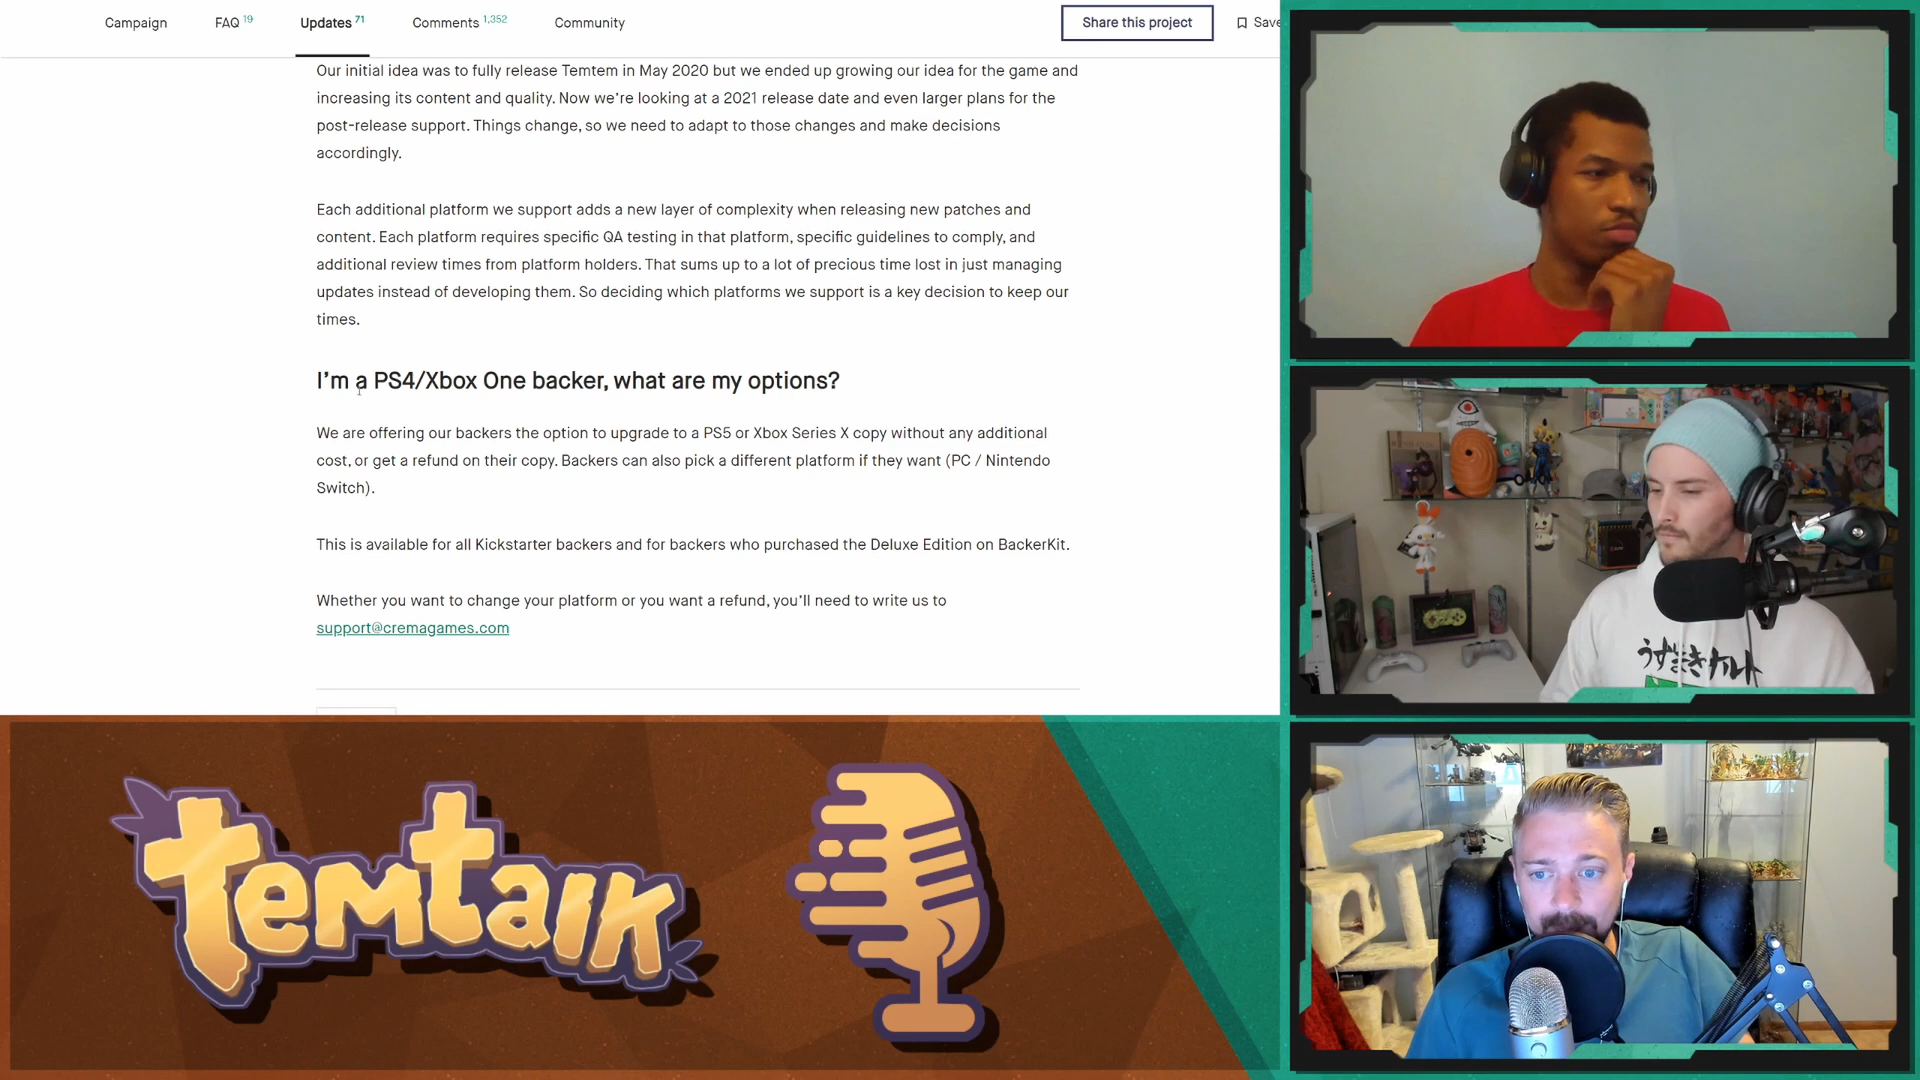 Campaign FAQ 19 Updates 71 Comments 1,352 Community Share this project Save
Our initial idea was to fully release Temtem in May 2020 but we ended up growing our idea for the game and
increasing its content and quality. Now we're looking at a 2021 release date and even larger plans for the
post-release support. Things change, so we need to adapt to those changes and make decisions
accordingly.
Each additional platform we support adds a new layer of complexity when releasing new patches and
content. Each platform requires specific QA testing in that platform, specific guidelines to comply, and
additional review times from platform holders. That sums up to a lot of precious time lost in just managing
updates instead of developing them. So deciding which platforms we support is a key decision to keep our
times.
I'm a PS4/Xbox One backer, what are my options?
We are offering our backers the option to upgrade to a PS5 or Xbox Series X copy without any additional
cost, or get a refund on their copy. Backers can also pick a different platform if they want (PC / Nintendo
Switch).
This is available for all Kickstarter backers and for backers who purchased the Deluxe Edition on BackerKit.
Whether you want to change your platform or you want a refund, you'll need to write us to
support@cremagames.com
temtalk
うずまきナルト